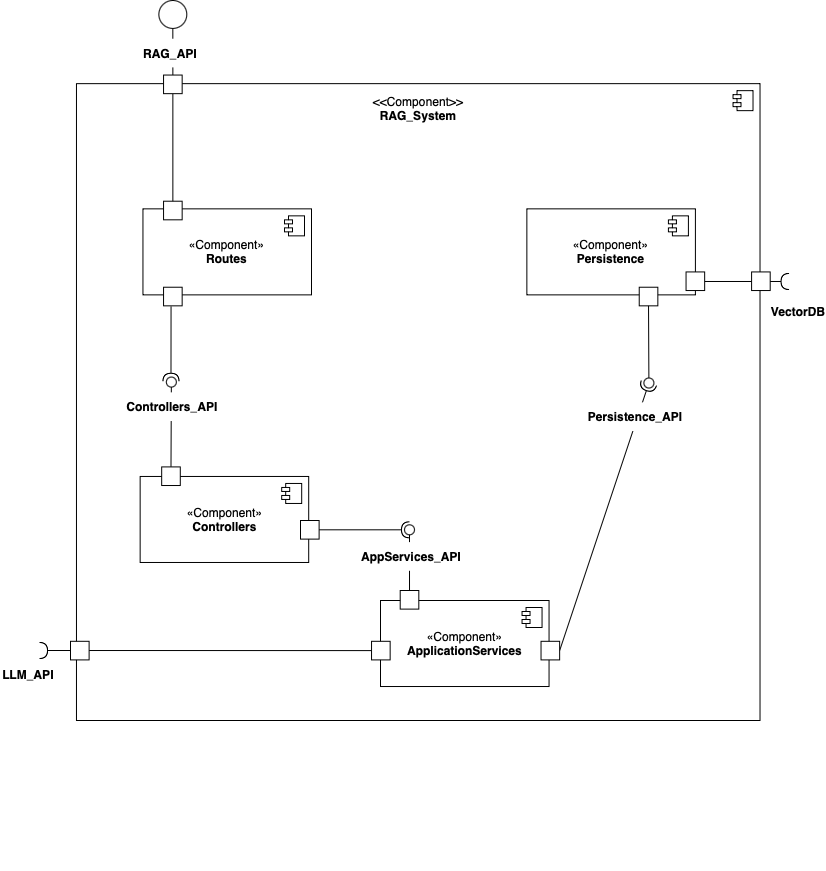 RAG_API
<<Component>>
RAG_System
«Component»
Routes
«Component»
Persistence
VectorDB
Controllers_API
Persistence_API
«Component»
Controllers
AppServices_API
«Component»
ApplicationServices
LLM_API